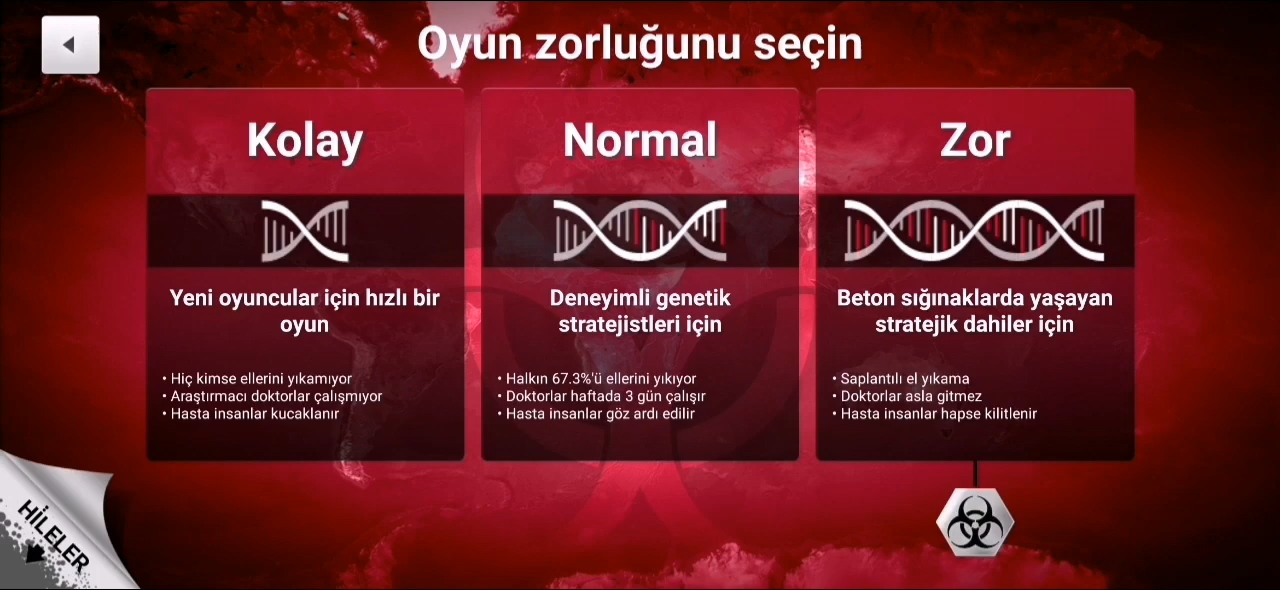 Oyun zorluğunu seçin
Kolay
Yeni oyuncular için hızlı bir
oyun
• Hiç kimse ellerini yıkamıyor
• Araştırmacı doktorlar çalışmıyor
• Hasta insanlar kucaklanır
Normal
Deneyimli genetik
stratejistleri için
• Halkın 67.3%'ü ellerini yıkıyor
• Doktorlar haftada 3 gün çalışır
• Hasta insanlar göz ardı edilir
Zor
Beton sığınaklarda yaşayan
stratejik dahiler için
• Saplantılı el yıkama
• Doktorlar asla gitmez
• Hasta insanlar hapse kilitlenir
HİLELER